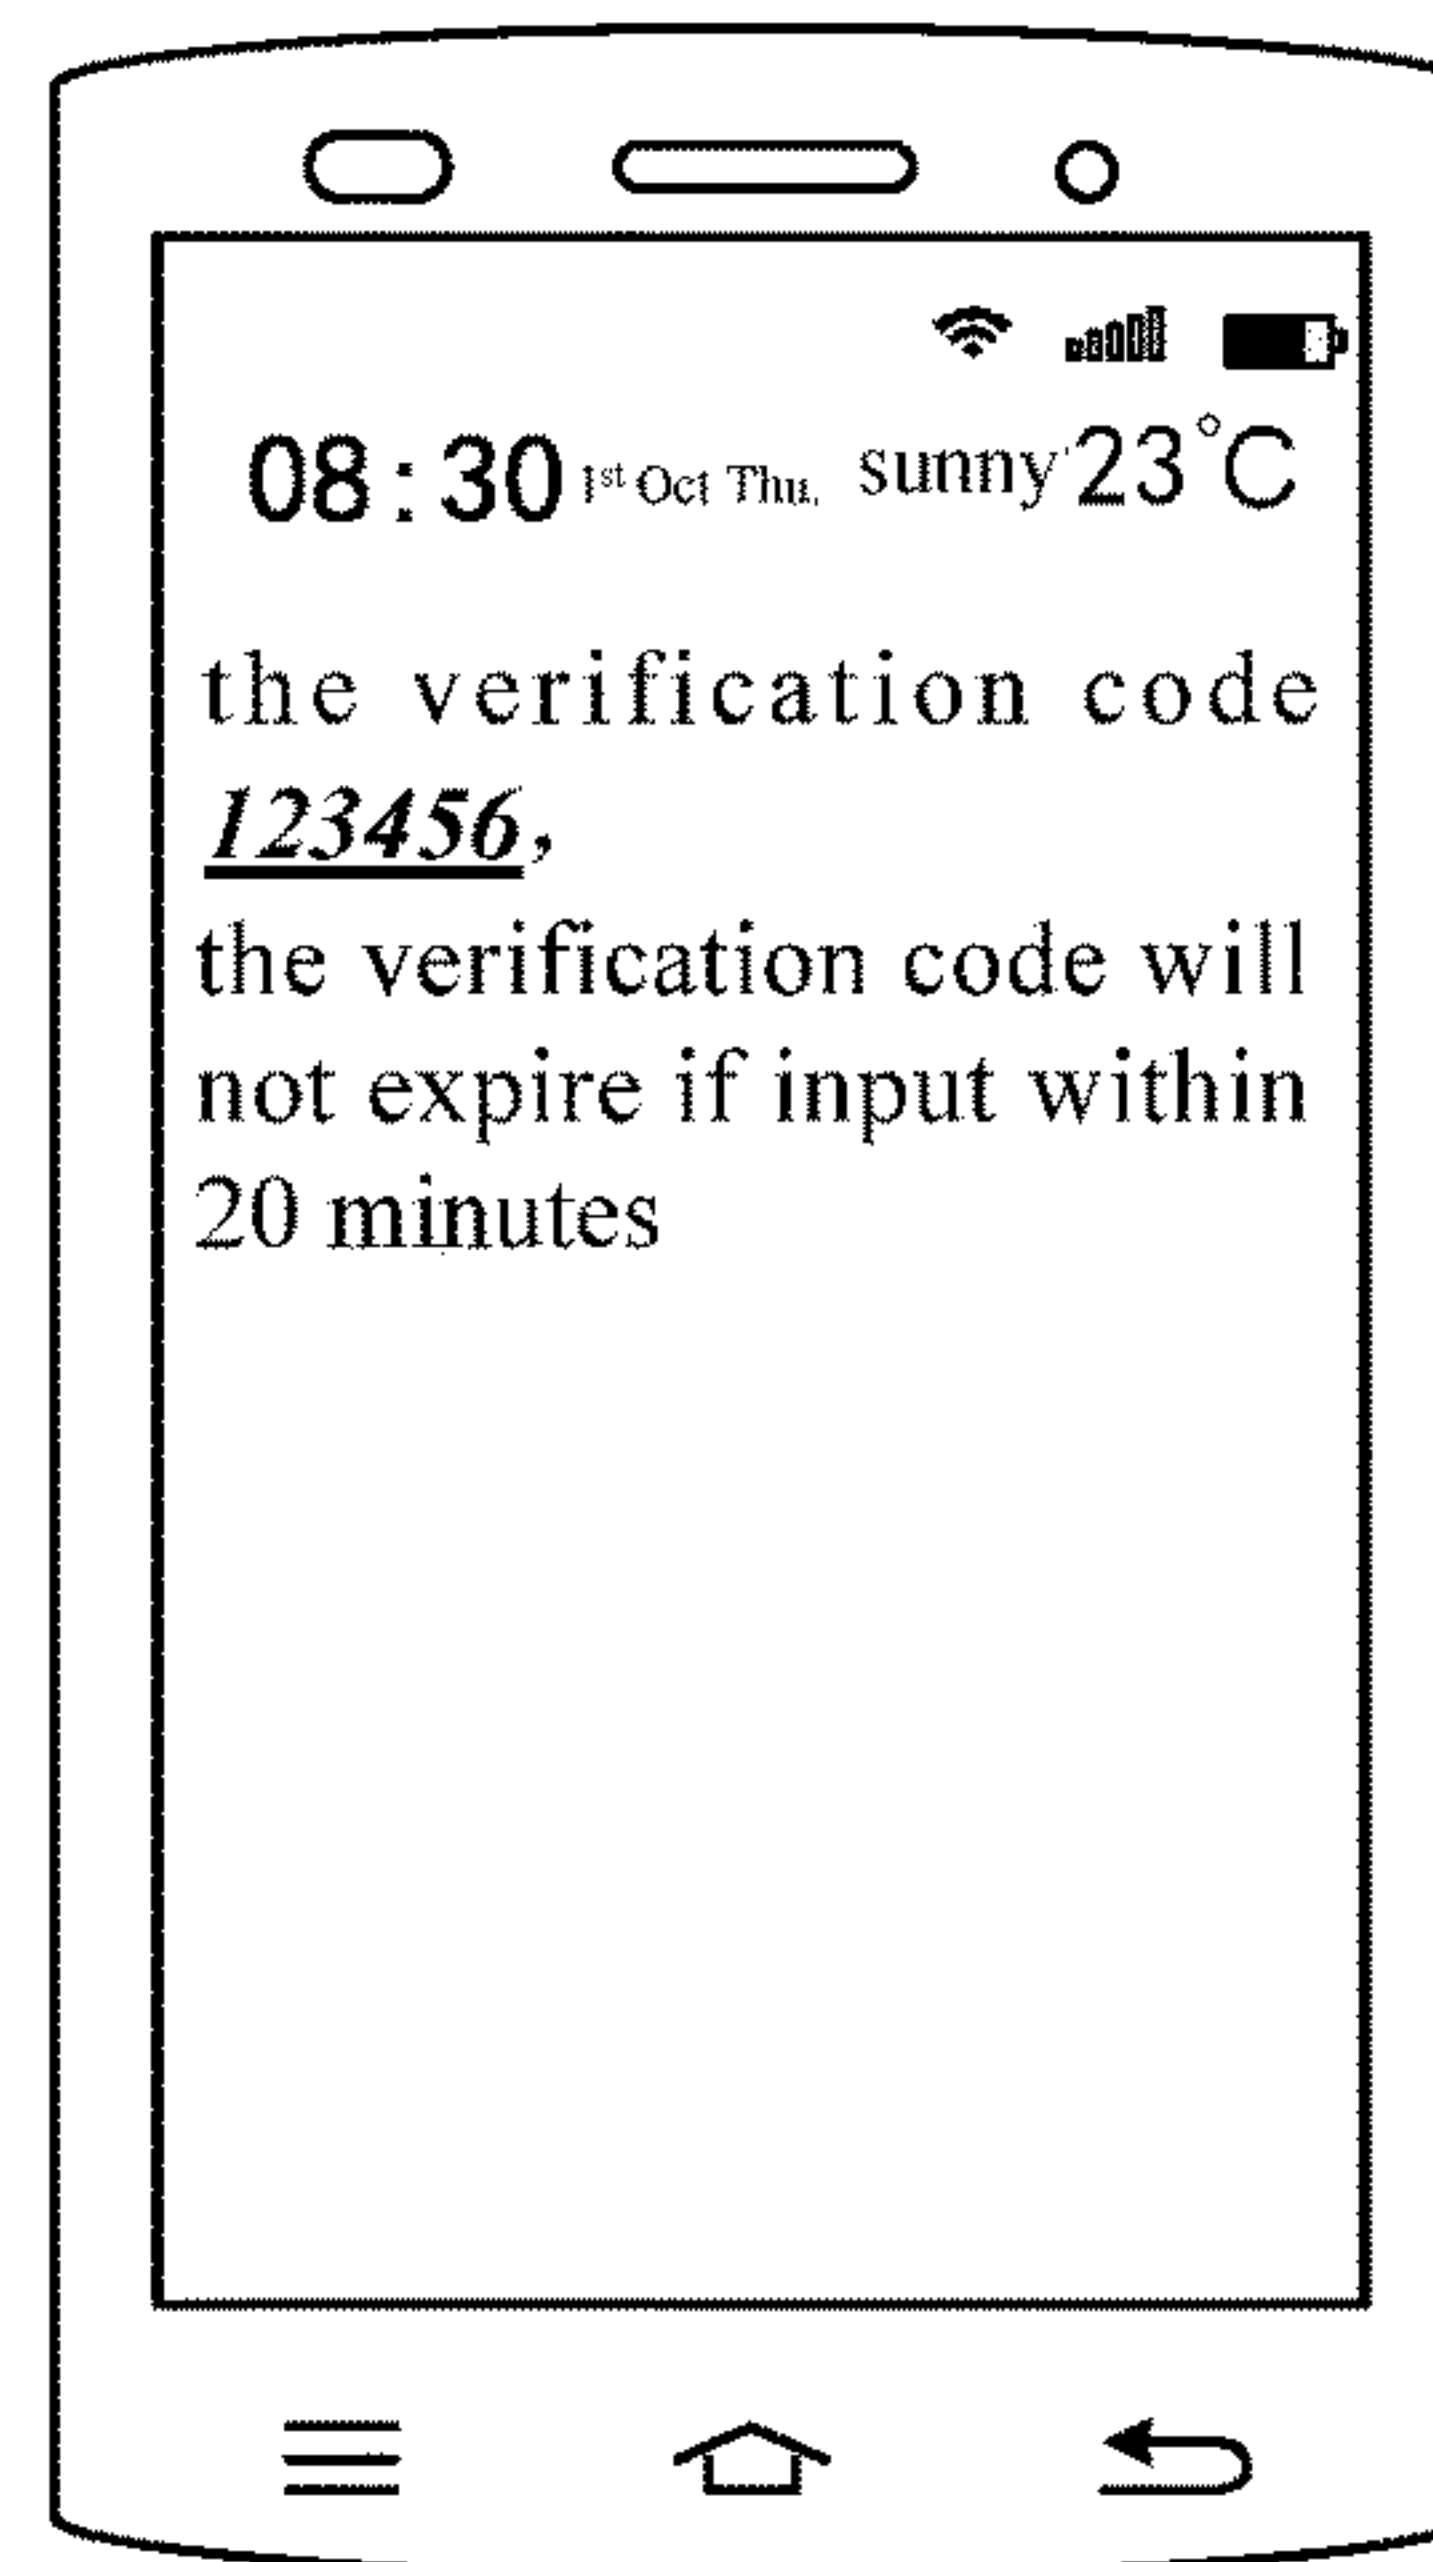 08:30 1st Oct Thu. sunny 23°C
the verification code
123456,
the verification code will
not expire if input within
20 minutes